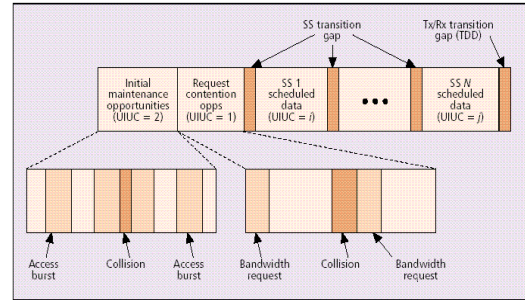 SS transition
gap
Tx/Rx transition
gap (TDD)
Initial
maintenance
opportunities
(UIUC = 2)
Request
contention
opps
(UIUC = 1)
SS 1
scheduled
data
(UIUC = i)
•••
SS N
scheduled
data
(UIUC = j)
Access
burst
Collision
Access
burst
Bandwidth
request
Collision
Bandwidth
request